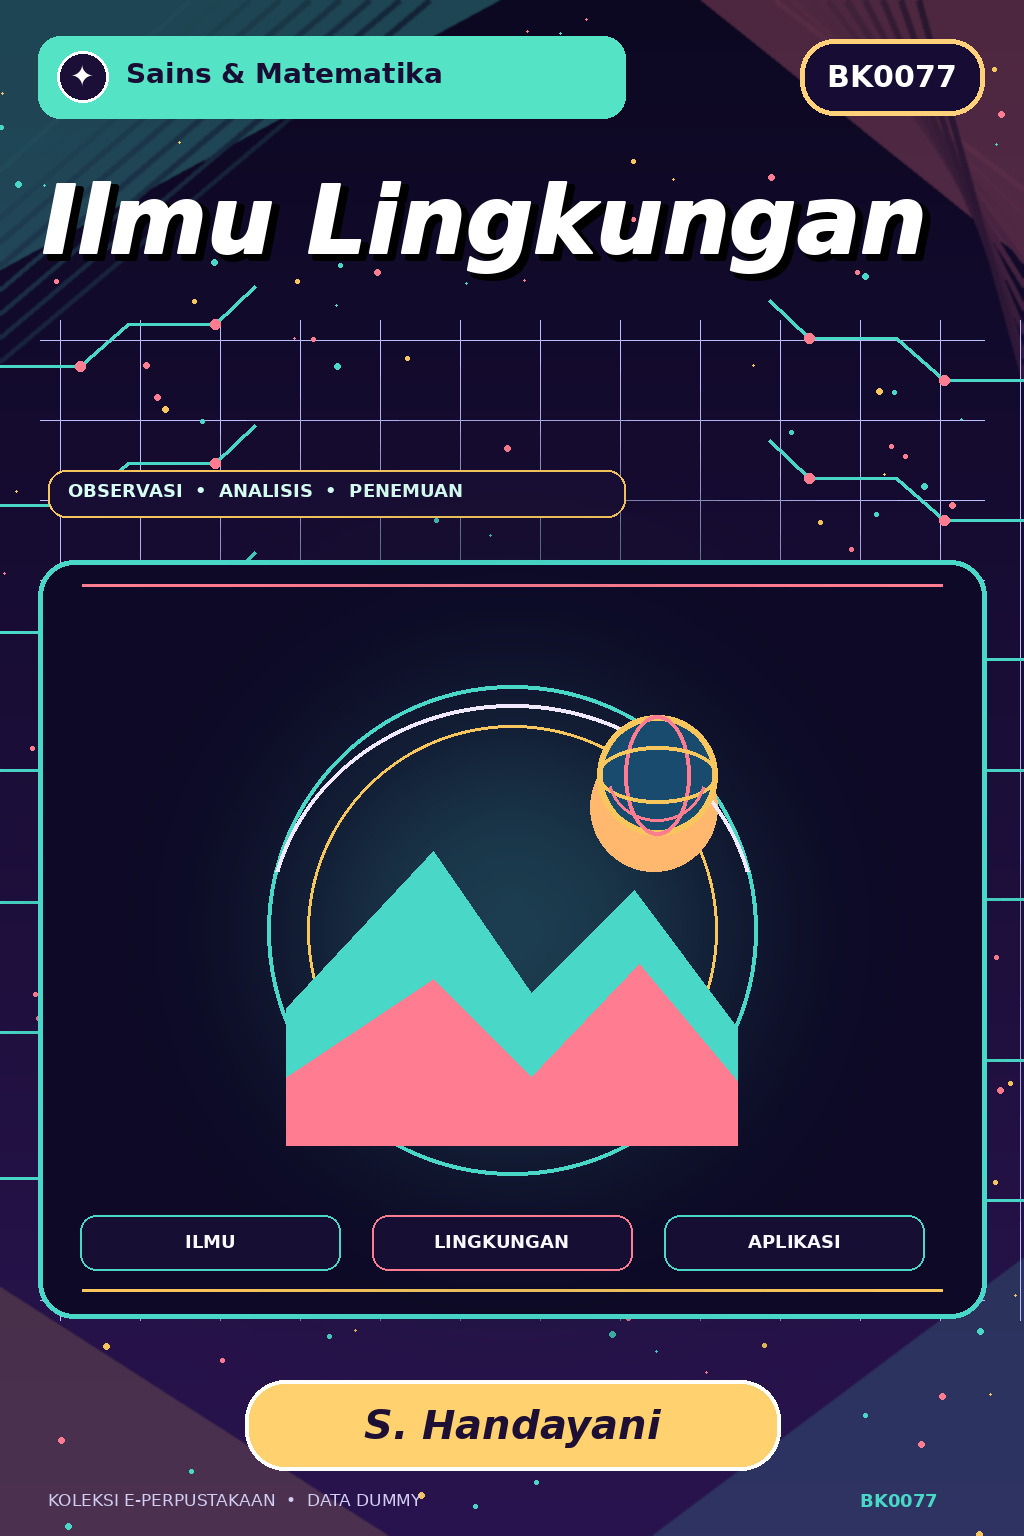 Sains & Matematika
BK0077
Ilmu Lingkungan
OBSERVASI • ANALISIS • PENEMUAN
ILMU
LINGKUNGAN
APLIKASI
S. Handayani
KOLEKSI E-PERPUSTAKAAN • DATA DUMMY
BK0077